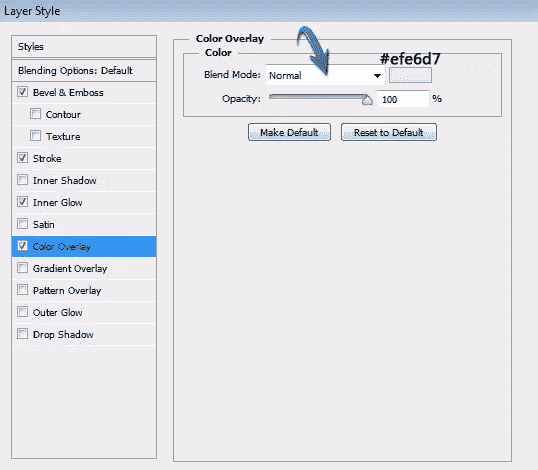 Layer Style
Styles
Blending Options: Default
Bevel & Emboss
Contour
Texture
Stroke
Inner Shadow
Inner Glow
Satin
Color Overlay
Gradient Overlay
Pattern Overlay
Outer Glow
Drop Shadow
Color Overlay
Color
#efe6d7
Blend Mode: Normal
Opacity: 100 %
Make Default Reset to Default